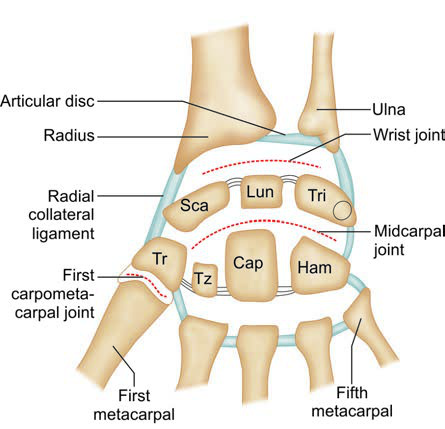 Articular disc
Radius
Ulna
Wrist joint
Radial
collateral
ligament
Sca
Lun
Tri
Midcarpal
joint
Tr
Tz
Cap
Ham
First
carpometa-
carpal joint
First
metacarpal
Fifth
metacarpal